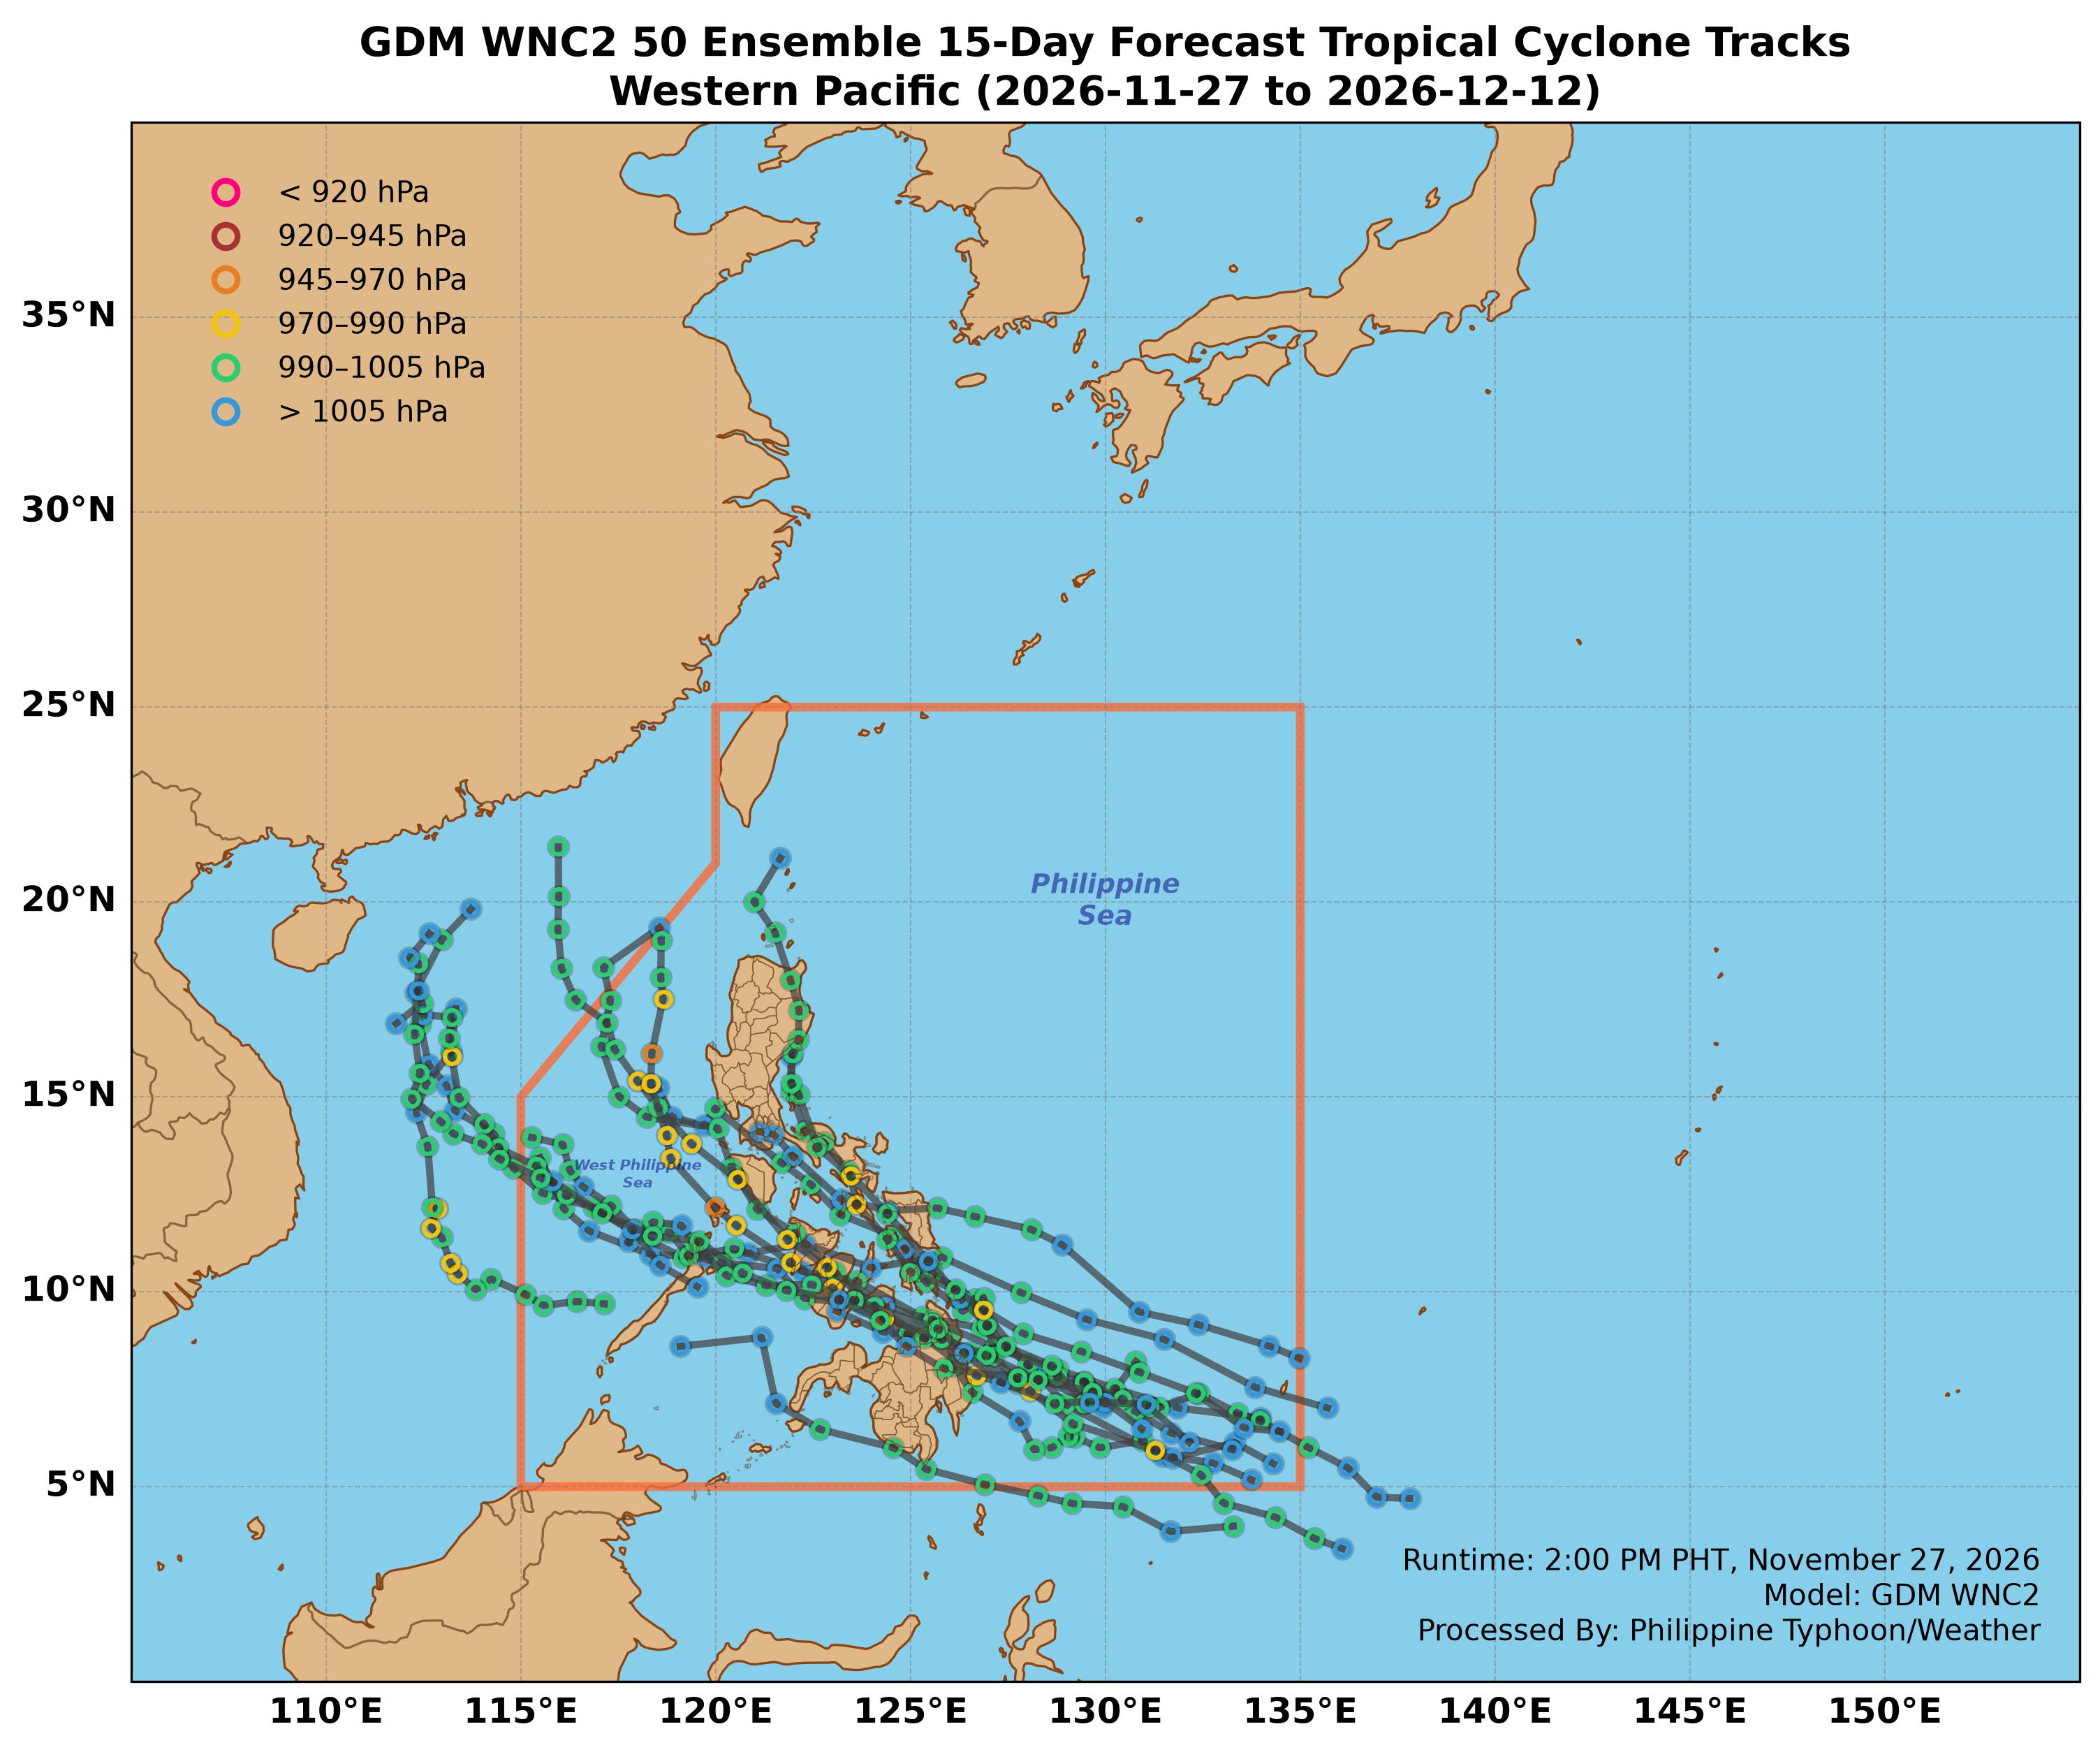 GDM WNC2 50 Ensemble 15-Day Forecast Tropical Cyclone Tracks
Western Pacific (2026-11-27 to 2026-12-12)
< 920 hPa
920–945 hPa
945–970 hPa
970–990 hPa
990–1005 hPa
> 1005 hPa
35°N
30°N
25°N
20°N
15°N
10°N
5°N
Philippine
Sea
West Philippine
Sea
Runtime: 2:00 PM PHT, November 27, 2026
Model: GDM WNC2
Processed By: Philippine Typhoon/Weather
110°E
115°E
120°E
125°E
130°E
135°E
140°E
145°E
150°E